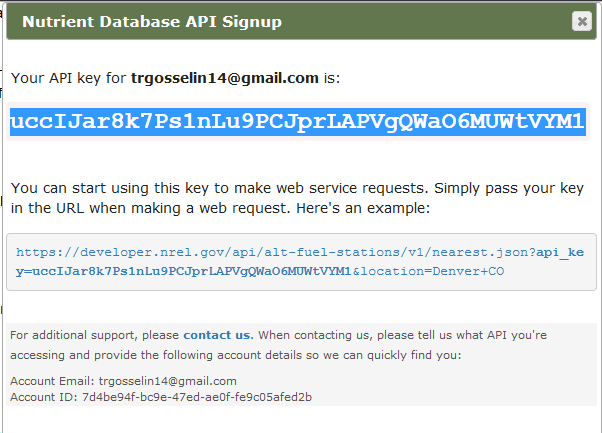 Nutrient Database API Signup
Your API key for trgosselin14@gmail.com is:
uccIJar8k7Ps1nLu9PCJprLAPVgQWaO6MUWtVYM1
You can start using this key to make web service requests. Simply pass your key
in the URL when making a web request. Here's an example:
https://developer.nrel.gov/api/alt-fuel-stations/v1/nearest.json?api_ke
y=uccIJar8k7Ps1nLu9PCJprLAPVgQWaO6MUWtVYM1&location=Denver+CO
For additional support, please contact us. When contacting us, please tell us what API you're
accessing and provide the following account details so we can quickly find you:
Account Email: trgosselin14@gmail.com
Account ID: 7d4be94f-bc9e-47ed-ae0f-fe9c05afed2b